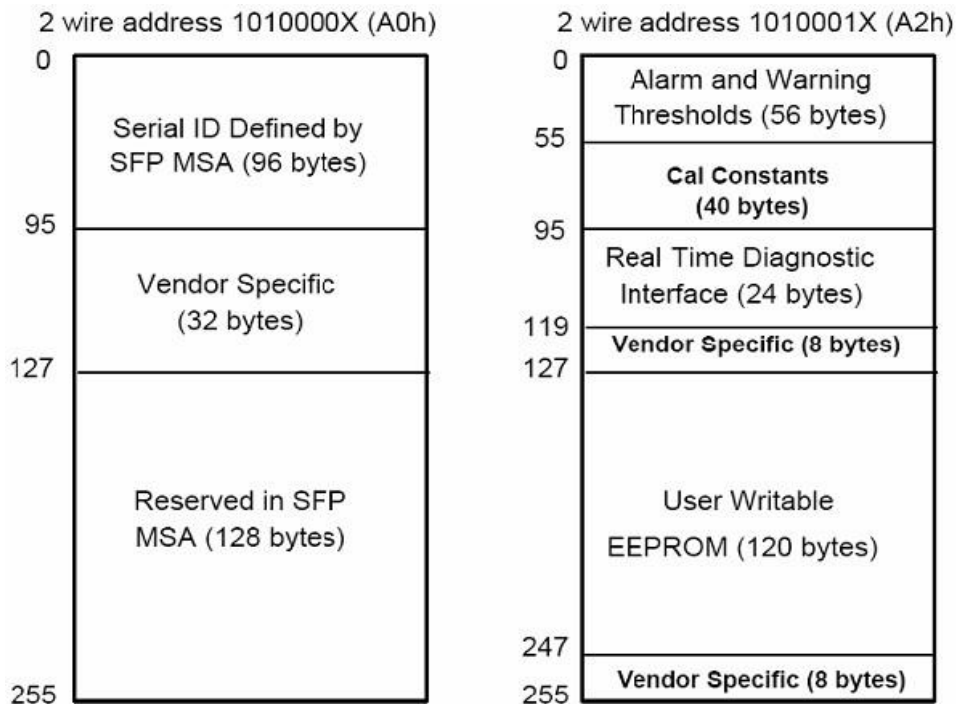 2 wire address 1010000X (A0h)
0
Serial ID Defined by
SFP MSA (96 bytes)
95
Vendor Specific
(32 bytes)
127
Reserved in SFP
MSA (128 bytes)
255
2 wire address 1010001X (A2h)
0
Alarm and Warning
Thresholds (56 bytes)
55
Cal Constants
(40 bytes)
95
Real Time Diagnostic
Interface (24 bytes)
119
Vendor Specific (8 bytes)
127
User Writable
EEPROM (120 bytes)
247
Vendor Specific (8 bytes)
255